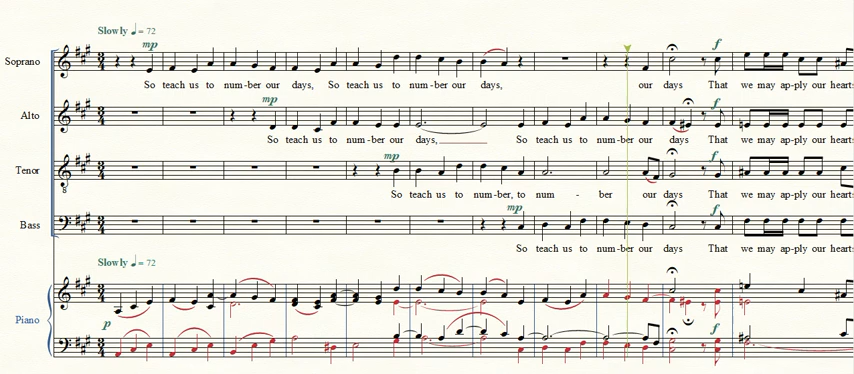 Slowly ♩ = 72
mp f
Soprano
So teach us to num-ber our days, So teach us to num-ber our days, our days That we may ap-ply our hearts
mp f
Alto
So teach us to num-ber our days, So teach us to num-ber our days That we may ap-ply our hearts
mp f
Tenor
8
So teach us to num-ber, to num - ber our days That we may ap-ply our hearts
mp f
Bass
So teach us to num-ber our days That we may ap-ply our hearts
Slowly ♩ = 72
Piano
p f